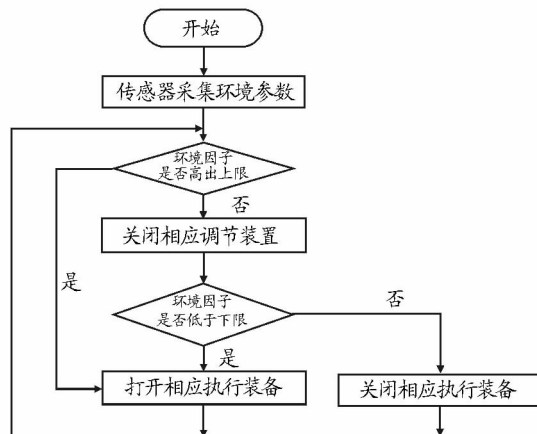 开始
传感器采集环境参数
环境因子
是否高出上限
否
关闭相应调节装置
是
环境因子
是否低于下限
否
是
打开相应执行装备
关闭相应执行装备